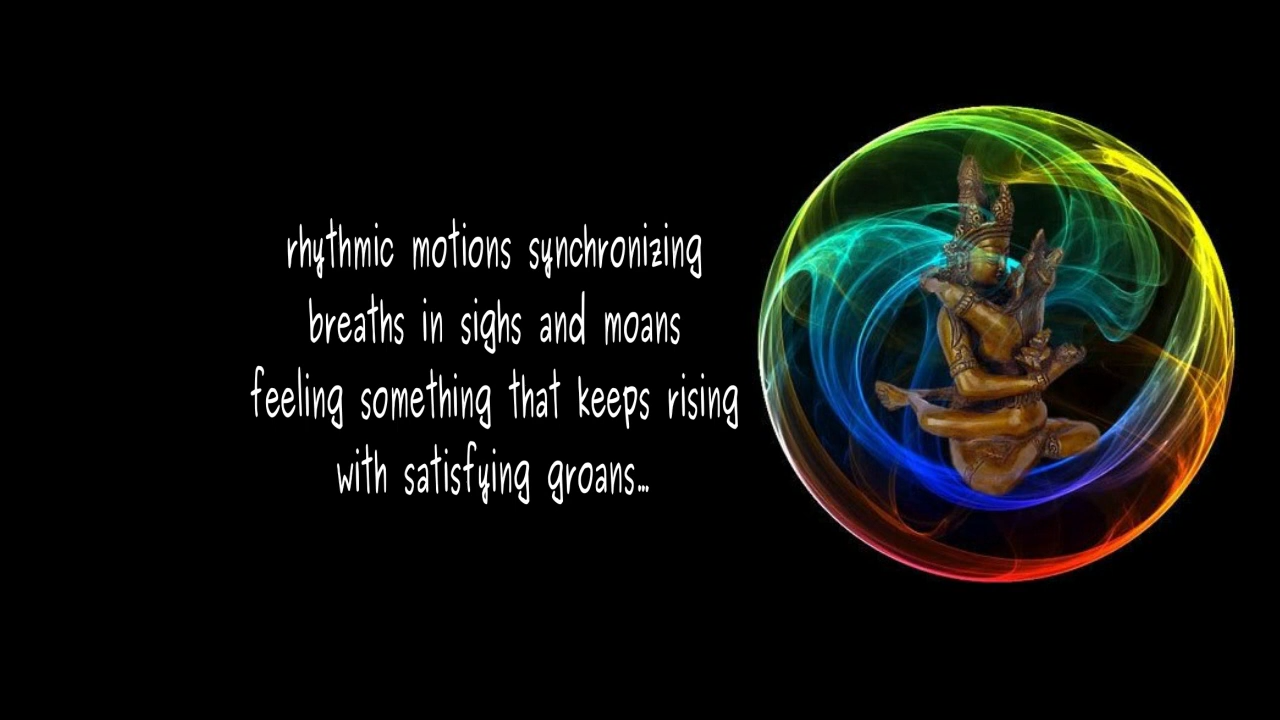 rhythmic motions synchronizing
breaths in sighs and moans
feeling something that keeps rising
with satisfying groans...